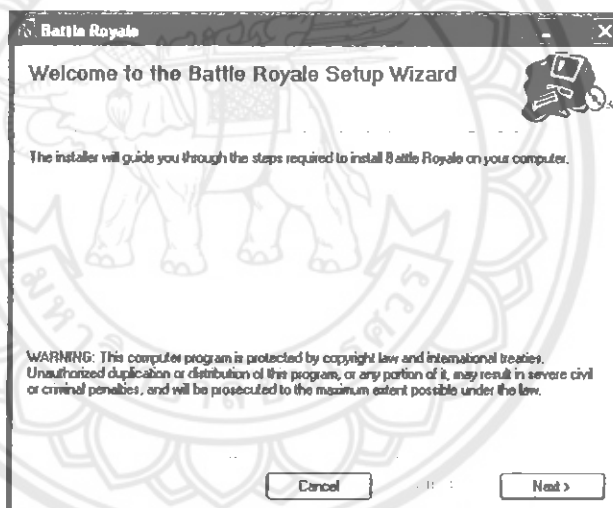 Battle Royale
Welcome to the Battle Royale Setup Wizard
The installer will guide you through the steps required to install Battle Royale on your computer.
WARNING: This computer program is protected by copyright law and international treaties.
Unauthorized duplication or distribution of this program, or any portion of it, may result in severe civil
or criminal penalties, and will be prosecuted to the maximum extent possible under the law.
Cancel
Next >